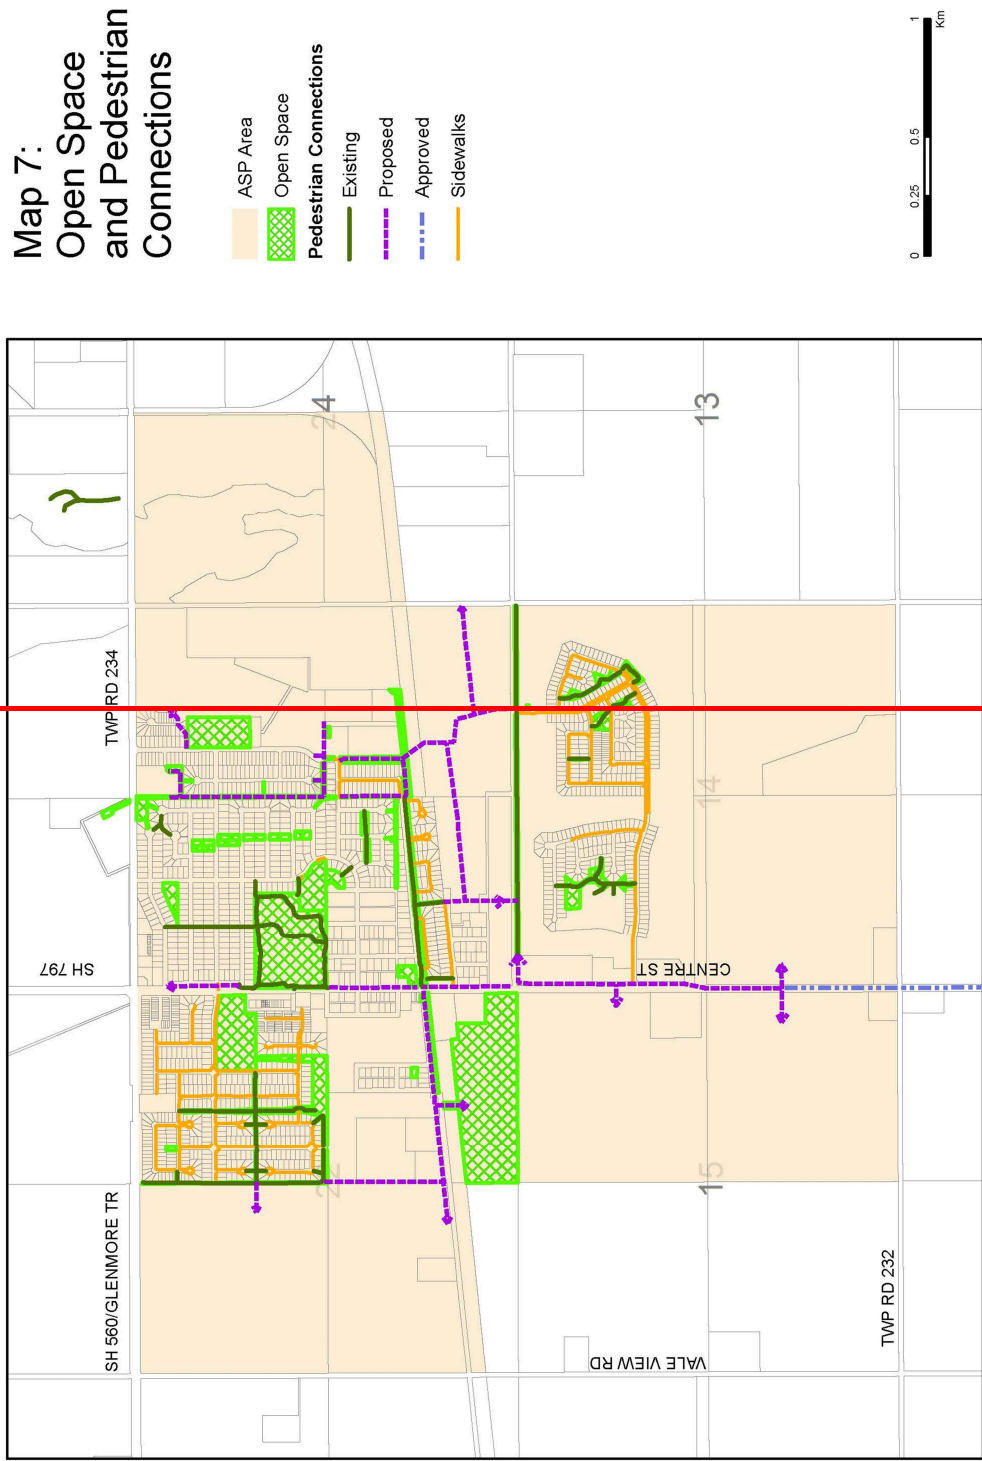 Map 7:
Open Space
and Pedestrian
Connections
ASP Area
Open Space
Pedestrian Connections
Existing
Proposed
Approved
Sidewalks
0 0.25 0.5 1
Km
SH 560/GLENMORE TR
SH 797
TWP RD 234
22
24
CENTRE ST
VALE VIEW RD
15
14
13
TWP RD 232